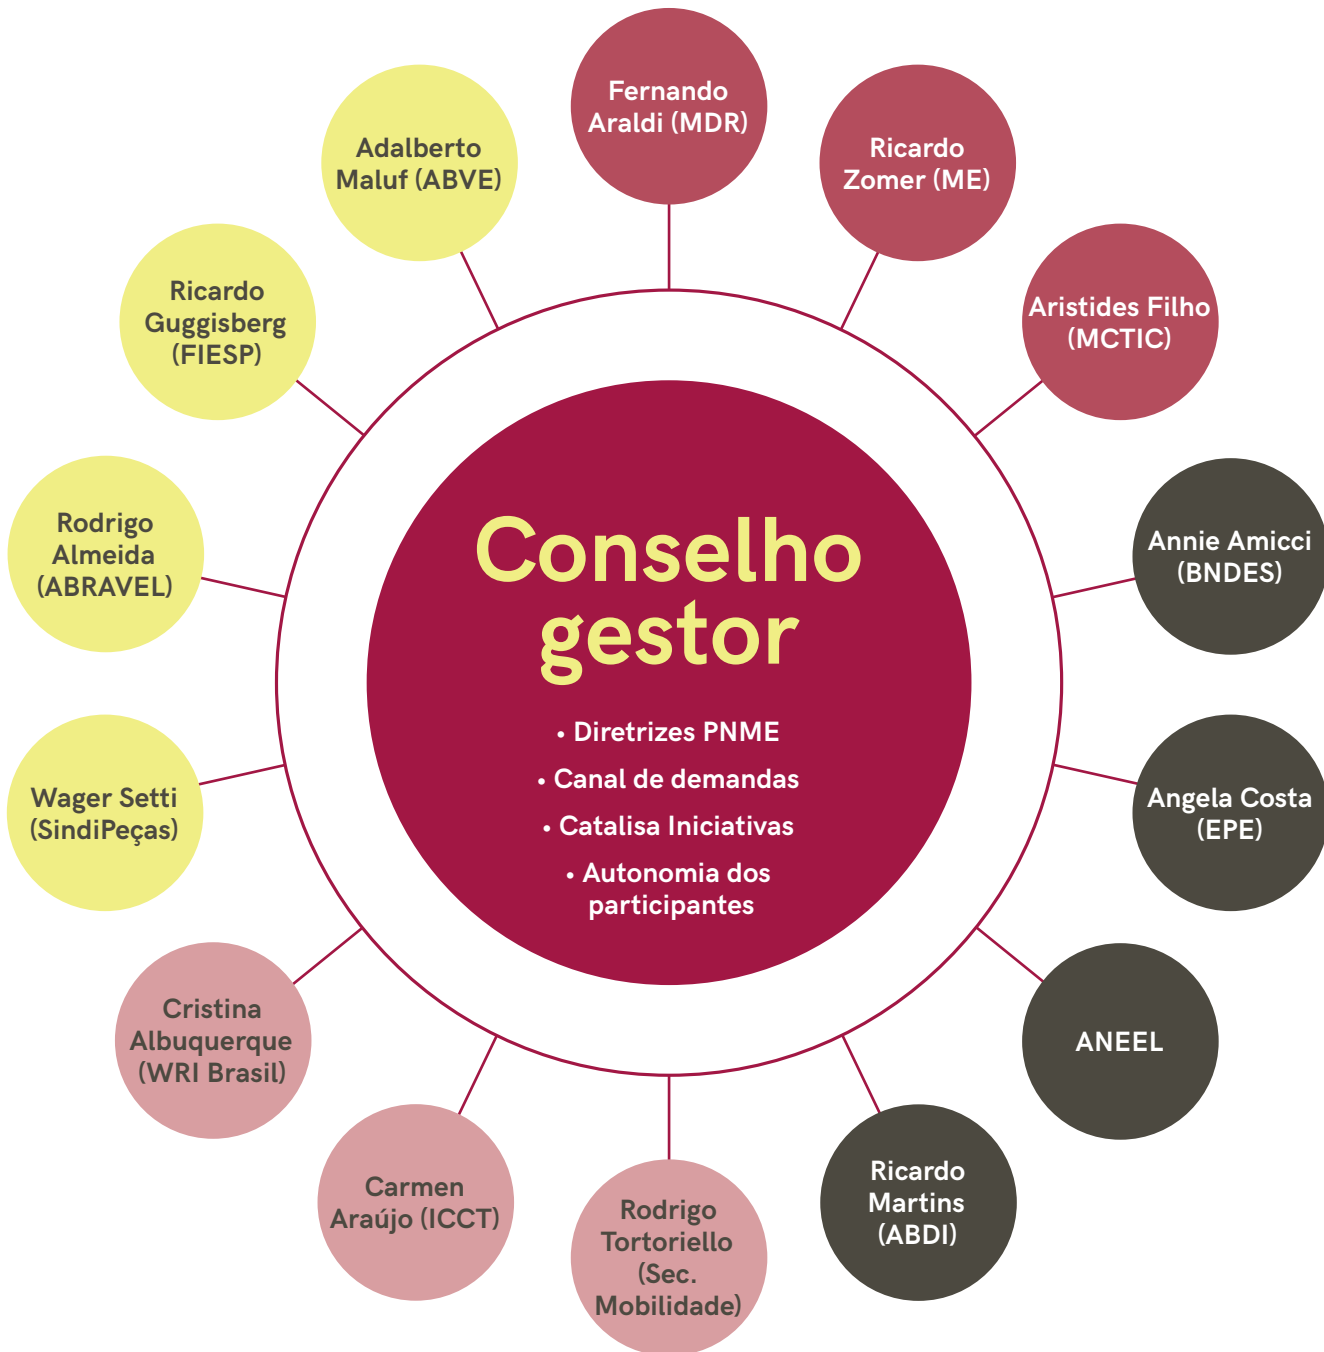 Fernando
Araldi (MDR)
Ricardo
Zomer (ME)
Aristides Filho
(MCTIC)
Annie Amicci
(BNDES)
Angela Costa
(EPE)
ANEEL
Ricardo
Martins
(ABDI)
Rodrigo
Tortoriello
(Sec.
Mobilidade)
Carmen
Araújo (ICCT)
Cristina
Albuquerque
(WRI Brasil)
Wager Setti
(SindiPeças)
Rodrigo
Almeida
(ABRAVEL)
Ricardo
Guggisberg
(FIESP)
Adalberto
Maluf (ABVE)
Conselho
gestor
• Diretrizes PNME
• Canal de demandas
• Catalisa Iniciativas
• Autonomia dos
participantes